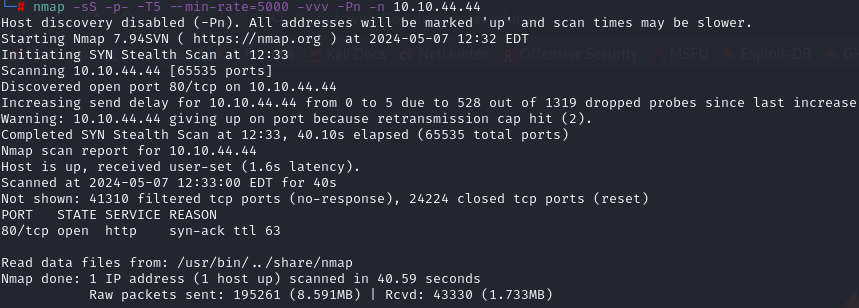 └─# nmap -sS -p- -T5 --min-rate=5000 -vvv -Pn -n 10.10.44.44
Host discovery disabled (-Pn). All addresses will be marked 'up' and scan times may be slower.
Starting Nmap 7.94SVN ( https://nmap.org ) at 2024-05-07 12:32 EDT
Initiating SYN Stealth Scan at 12:33
Kali Docs NetHunter Offensive Security MSFU Exploit-DB
Scanning 10.10.44.44 [65535 ports]
Discovered open port 80/tcp on 10.10.44.44
Increasing send delay for 10.10.44.44 from 0 to 5 due to 528 out of 1319 dropped probes since last increase
Warning: 10.10.44.44 giving up on port because retransmission cap hit (2).
Completed SYN Stealth Scan at 12:33, 40.10s elapsed (65535 total ports)
Nmap scan report for 10.10.44.44
Host is up, received user-set (1.6s latency).
Scanned at 2024-05-07 12:33:00 EDT for 40s
Not shown: 41310 filtered tcp ports (no-response), 24224 closed tcp ports (reset)
PORT   STATE SERVICE REASON
80/tcp open  http    syn-ack ttl 63
Read data files from: /usr/bin/../share/nmap
Nmap done: 1 IP address (1 host up) scanned in 40.59 seconds
Raw packets sent: 195261 (8.591MB) | Rcvd: 43330 (1.733MB)